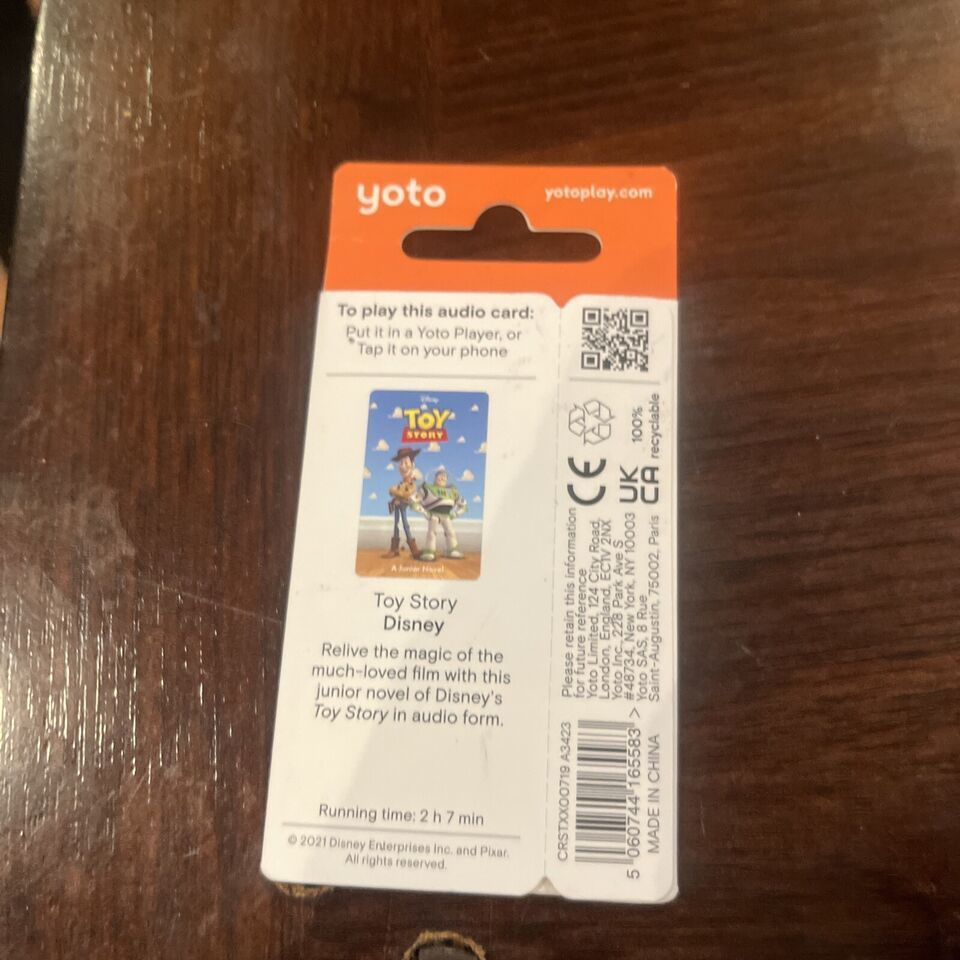 yoto
yotoplay.com
To play this audio card:
Put it in a Yoto Player, or
Tap it on your phone
Disney
TOY
STORY
A Junior Novel
Toy Story
Disney
Relive the magic of the
much-loved film with this
junior novel of Disney's
Toy Story in audio form.
Running time: 2 h 7 min
© 2021 Disney Enterprises Inc. and Pixar.
All rights reserved.
CE
UK
CA
100%
recyclable
Please retain this information
for future reference
Yoto Limited, 124 City Road,
London, England, EC1V 2NX
Yoto Inc. 228 Park Ave S
#48734, New York, NY 10003
Yoto SAS, 8 Rue
Saint-Augustin, 75002, Paris
CRSTXX00719 A3423
5 060744 165583 >
MADE IN CHINA